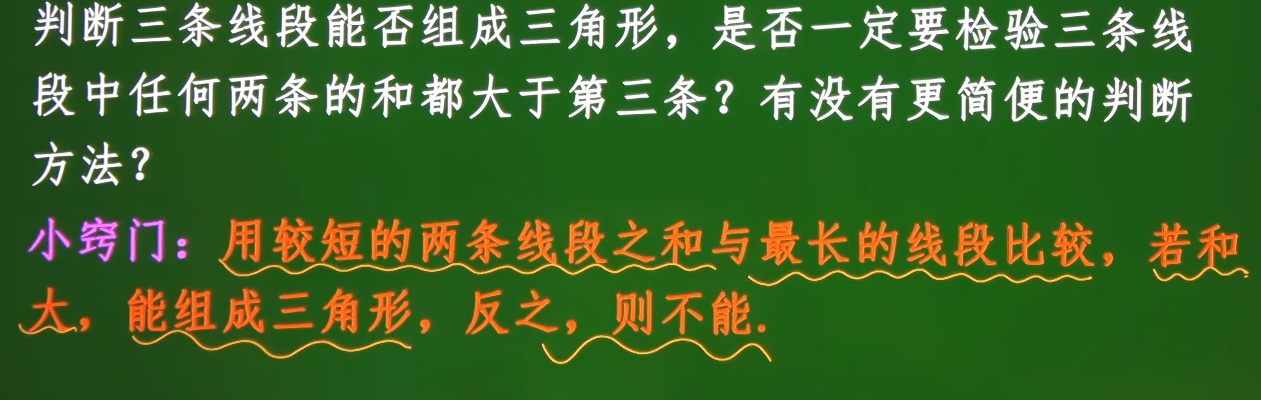 判断三条线段能否组成三角形，是否一定要检验三条线
段中任何两条的和都大于第三条？有没有更简便的判断
方法？
小窍门：用较短的两条线段之和与最长的线段比较，若和
大，能组成三角形，反之，则不能.